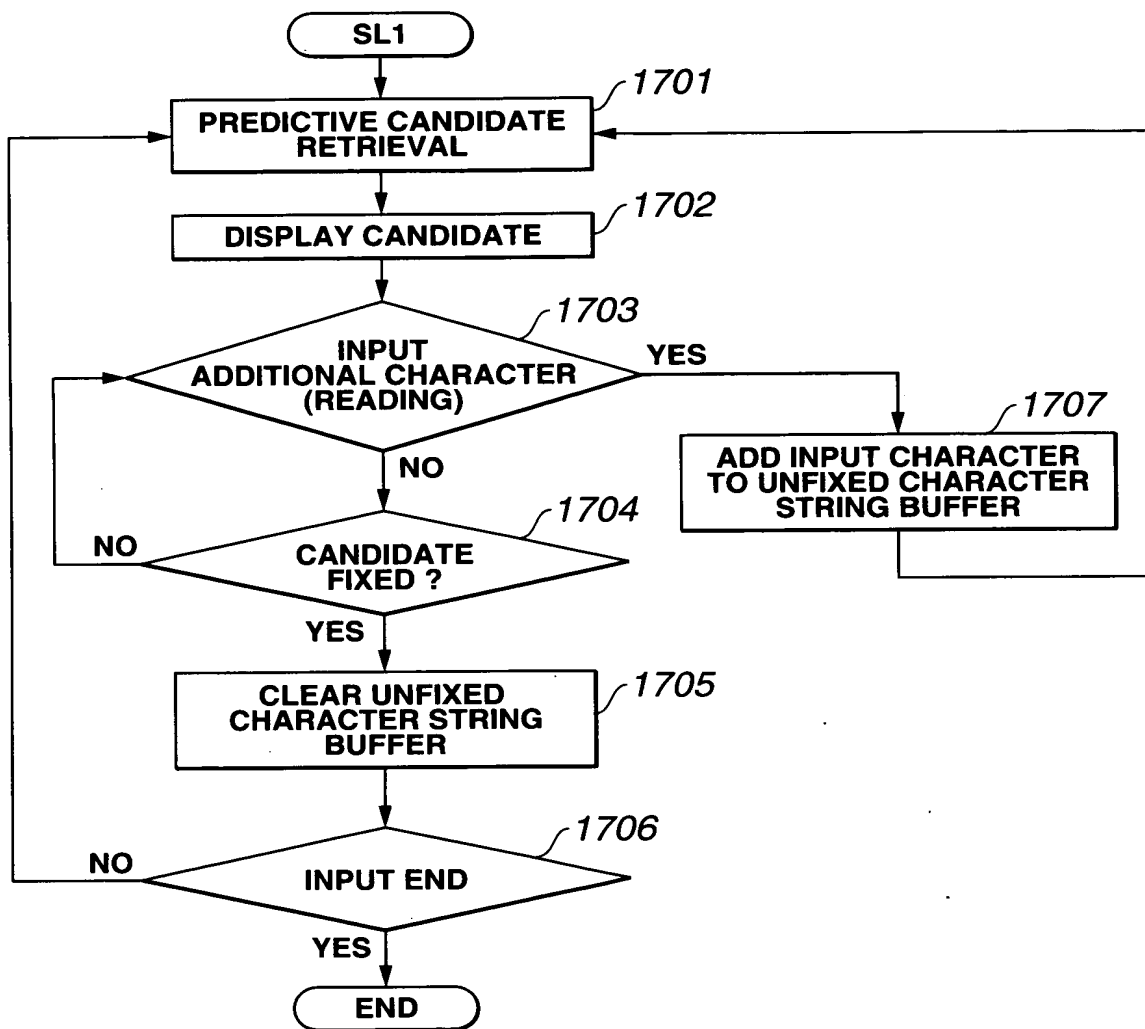 SL1
1701
PREDICTIVE CANDIDATE
RETRIEVAL
1702
DISPLAY CANDIDATE
1703
INPUT
ADDITIONAL CHARACTER
(READING)
YES
NO
1707
ADD INPUT CHARACTER
TO UNFIXED CHARACTER
STRING BUFFER
1704
CANDIDATE
FIXED ?
NO
YES
1705
CLEAR UNFIXED
CHARACTER STRING
BUFFER
1706
INPUT END
NO
YES
END